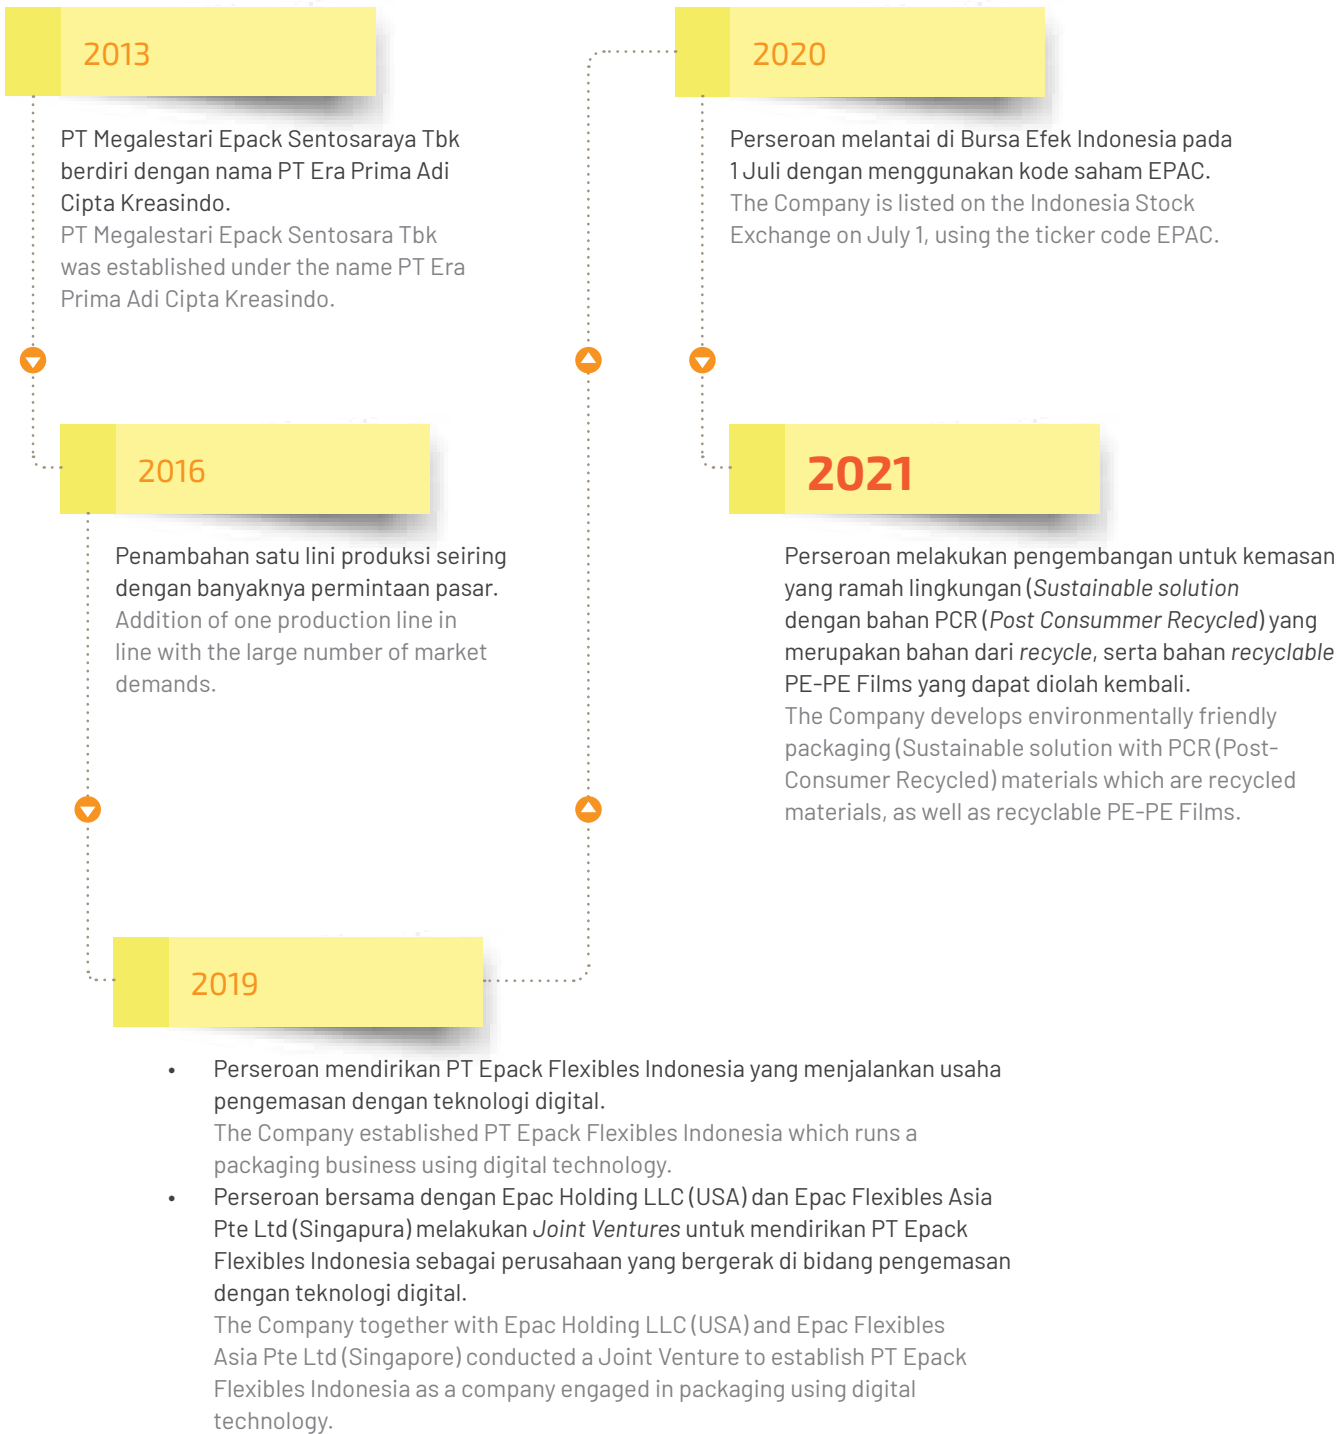 2013
PT Megalestari Epack Sentosaraya Tbk
berdiri dengan nama PT Era Prima Adi
Cipta Kreasindo.
PT Megalestari Epack Sentosara Tbk
was established under the name PT Era
Prima Adi Cipta Kreasindo.
2016
Penambahan satu lini produksi seiring
dengan banyaknya permintaan pasar.
Addition of one production line in
line with the large number of market
demands.
2019
• Perseroan mendirikan PT Epack Flexibles Indonesia yang menjalankan usaha
pengemasan dengan teknologi digital.
The Company established PT Epack Flexibles Indonesia which runs a
packaging business using digital technology.
• Perseroan bersama dengan Epac Holding LLC (USA) dan Epac Flexibles Asia
Pte Ltd (Singapura) melakukan Joint Ventures untuk mendirikan PT Epack
Flexibles Indonesia sebagai perusahaan yang bergerak di bidang pengemasan
dengan teknologi digital.
The Company together with Epac Holding LLC (USA) and Epac Flexibles
Asia Pte Ltd (Singapore) conducted a Joint Venture to establish PT Epack
Flexibles Indonesia as a company engaged in packaging using digital
technology.
2020
Perseroan melantai di Bursa Efek Indonesia pada
1 Juli dengan menggunakan kode saham EPAC.
The Company is listed on the Indonesia Stock
Exchange on July 1, using the ticker code EPAC.
2021
Perseroan melakukan pengembangan untuk kemasan
yang ramah lingkungan (Sustainable solution
dengan bahan PCR (Post Consummer Recycled) yang
merupakan bahan dari recycle, serta bahan recyclable
PE-PE Films yang dapat diolah kembali.
The Company develops environmentally friendly
packaging (Sustainable solution with PCR (Post-
Consumer Recycled) materials which are recycled
materials, as well as recyclable PE-PE Films.